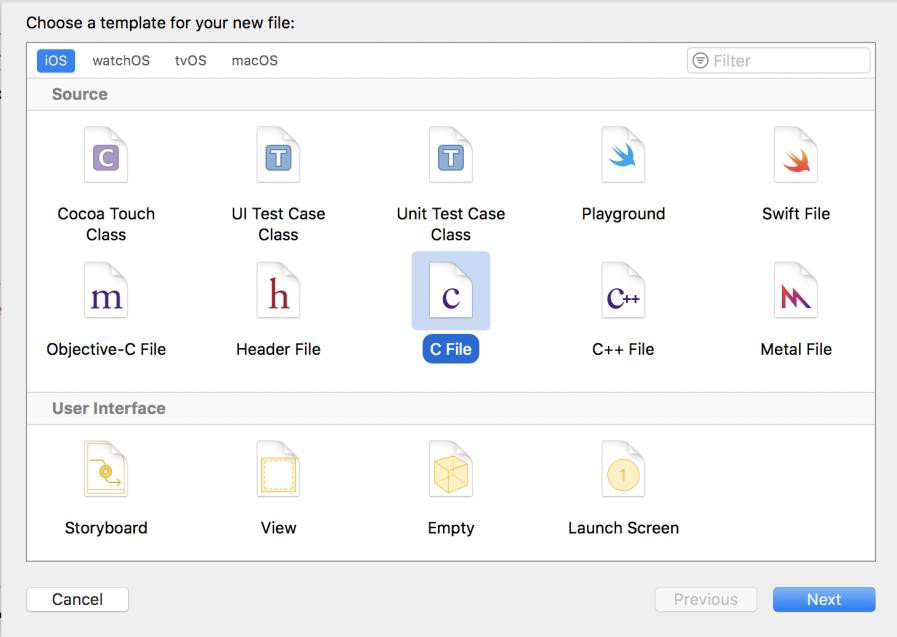 Choose a template for your new file:
iOS watchOS tvOS macOS Filter
Source
C T T
Cocoa Touch Class UI Test Case Class Unit Test Case Class Playground Swift File
m h c C++
Objective-C File Header File C File C++ File Metal File
User Interface
1
Storyboard View Empty Launch Screen
Cancel Previous Next